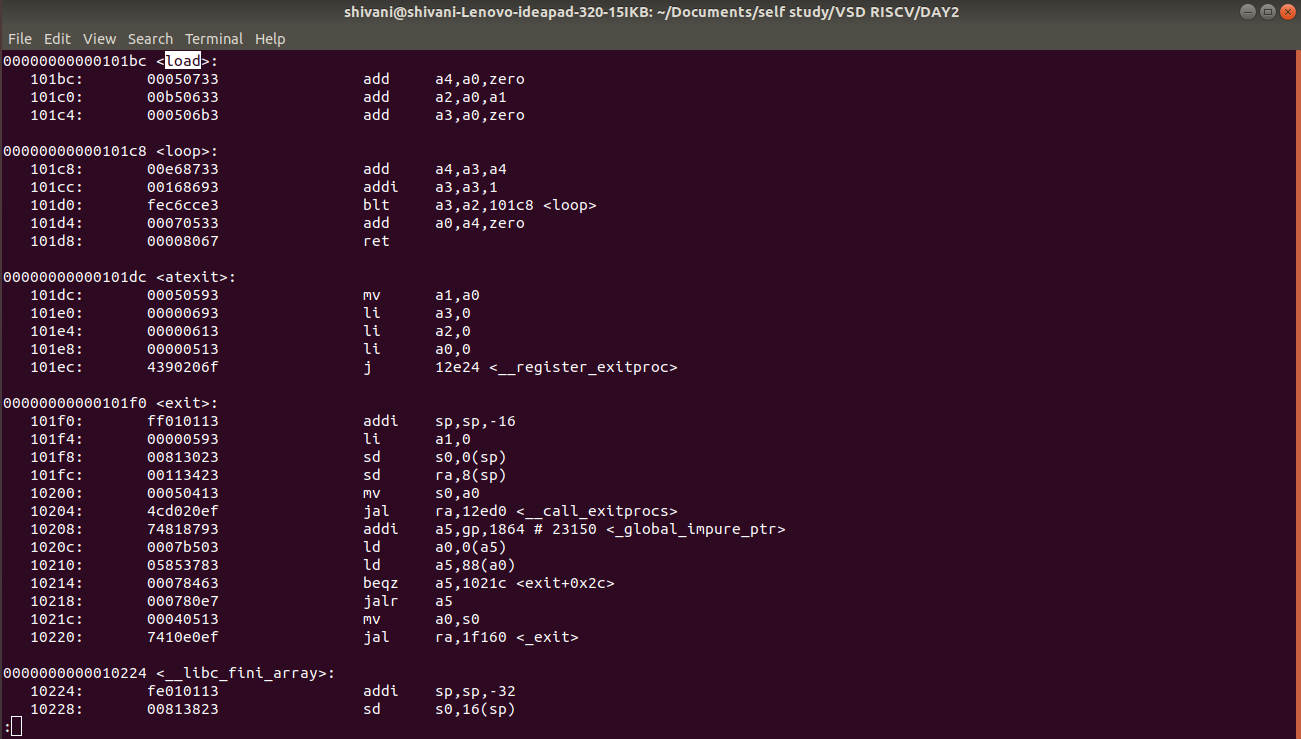 shivani@shivani-Lenovo-ideapad-320-15IKB: ~/Documents/self study/VSD RISCV/DAY2
File Edit View Search Terminal Help
00000000000101bc <load>:
101bc: 00050733 add a4,a0,zero
101c0: 00b50633 add a2,a0,a1
101c4: 000506b3 add a3,a0,zero
00000000000101c8 <loop>:
101c8: 00e68733 add a4,a3,a4
101cc: 00168693 addi a3,a3,1
101d0: fec6cce3 blt a3,a2,101c8 <loop>
101d4: 00070533 add a0,a4,zero
101d8: 00008067 ret
00000000000101dc <atexit>:
101dc: 00050593 mv a1,a0
101e0: 00000693 li a3,0
101e4: 00000613 li a2,0
101e8: 00000513 li a0,0
101ec: 4390206f j 12e24 <__register_exitproc>
00000000000101f0 <exit>:
101f0: ff010113 addi sp,sp,-16
101f4: 00000593 li a1,0
101f8: 00813023 sd s0,0(sp)
101fc: 00113423 sd ra,8(sp)
10200: 00050413 mv s0,a0
10204: 4cd020ef jal ra,12ed0 <__call_exitprocs>
10208: 74818793 addi a5,gp,1864 # 23150 <_global_impure_ptr>
1020c: 0007b503 ld a0,0(a5)
10210: 05853783 ld a5,88(a0)
10214: 00078463 beqz a5,1021c <exit+0x2c>
10218: 000780e7 jalr a5
1021c: 00040513 mv a0,s0
10220: 7410e0ef jal ra,1f160 <_exit>
0000000000010224 <__libc_fini_array>:
10224: fe010113 addi sp,sp,-32
10228: 00813823 sd s0,16(sp)
: